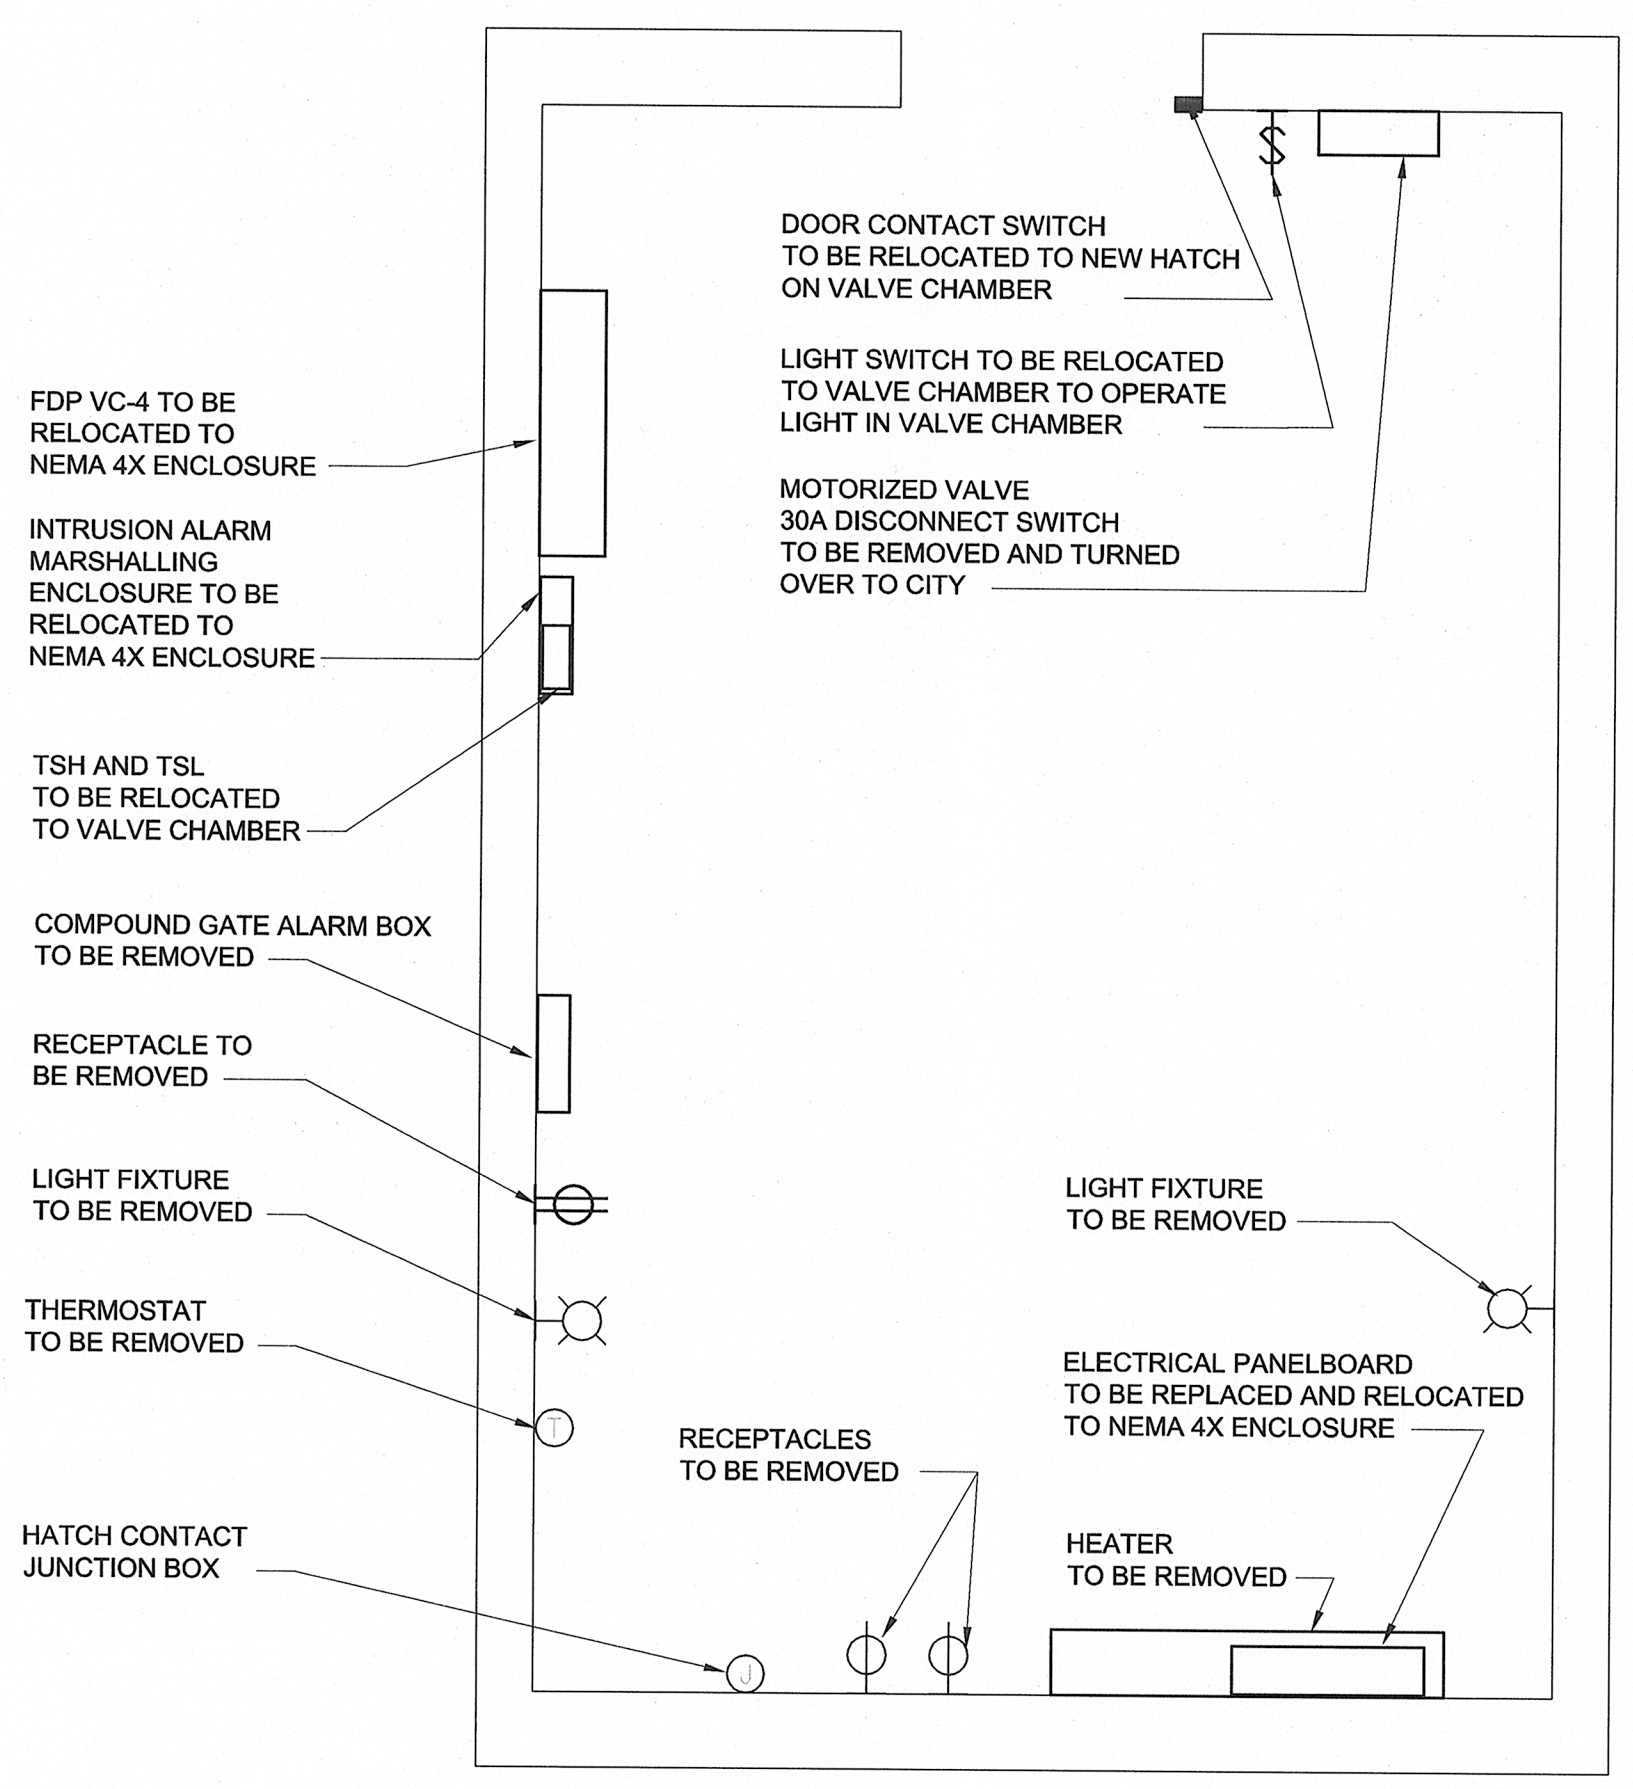 DOOR CONTACT SWITCH
TO BE RELOCATED TO NEW HATCH
ON VALVE CHAMBER
LIGHT SWITCH TO BE RELOCATED
TO VALVE CHAMBER TO OPERATE
LIGHT IN VALVE CHAMBER
MOTORIZED VALVE
30A DISCONNECT SWITCH
TO BE REMOVED AND TURNED
OVER TO CITY
FDP VC-4 TO BE
RELOCATED TO
NEMA 4X ENCLOSURE
INTRUSION ALARM
MARSHALLING
ENCLOSURE TO BE
RELOCATED TO
NEMA 4X ENCLOSURE
TSH AND TSL
TO BE RELOCATED
TO VALVE CHAMBER
COMPOUND GATE ALARM BOX
TO BE REMOVED
RECEPTACLE TO
BE REMOVED
LIGHT FIXTURE
TO BE REMOVED
THERMOSTAT
TO BE REMOVED
T
HATCH CONTACT
JUNCTION BOX
J
RECEPTACLES
TO BE REMOVED
LIGHT FIXTURE
TO BE REMOVED
ELECTRICAL PANELBOARD
TO BE REPLACED AND RELOCATED
TO NEMA 4X ENCLOSURE
HEATER
TO BE REMOVED
S